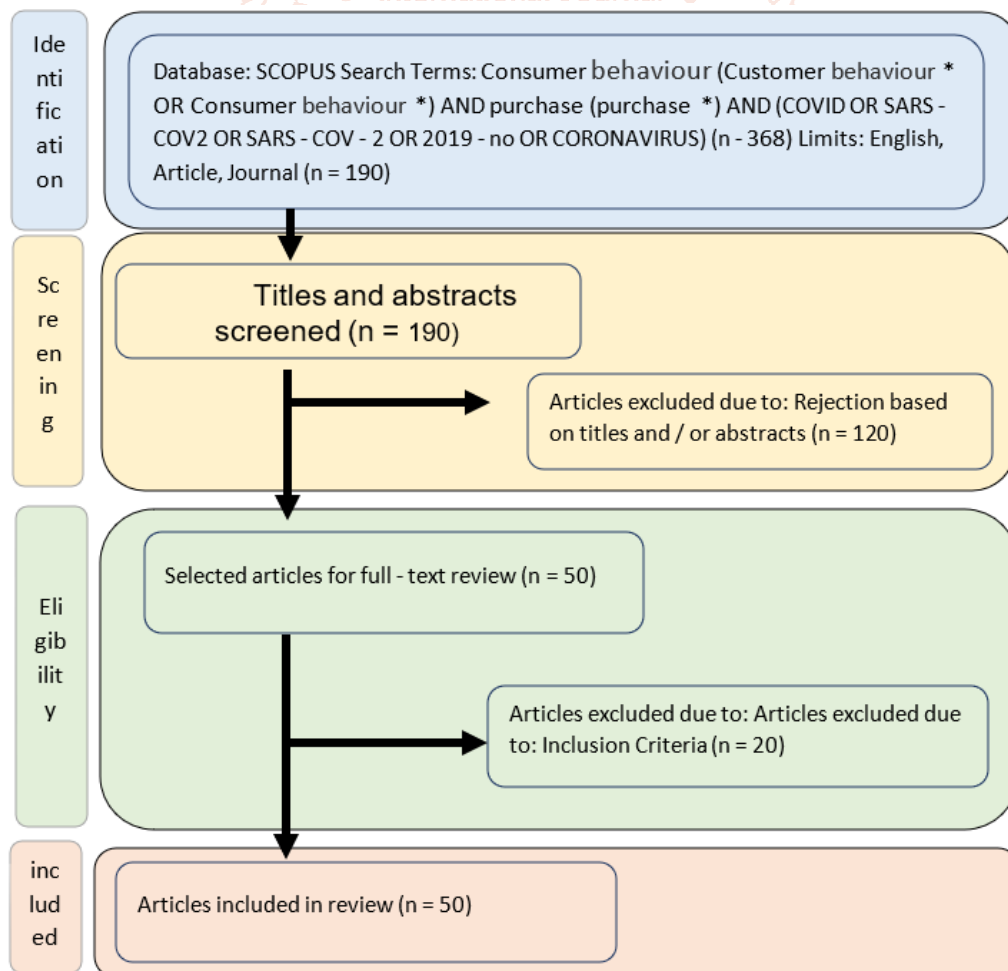 Ide
ntif
ic
ati
on
Database: SCOPUS Search Terms: Consumer behaviour (Customer behaviour *
OR Consumer behaviour *) AND purchase (purchase *) AND (COVID OR SARS -
COV2 OR SARS - COV - 2 OR 2019 - no OR CORONAVIRUS) (n - 368) Limits: English,
Article, Journal (n = 190)
Sc
re
en
in
g
Titles and abstracts
screened (n = 190)
Articles excluded due to: Rejection based
on titles and / or abstracts (n = 120)
Eli
gib
ilit
y
Selected articles for full - text review (n = 50)
Articles excluded due to: Articles excluded due
to: Inclusion Criteria (n = 20)
inc
lud
ed
Articles included in review (n = 50)